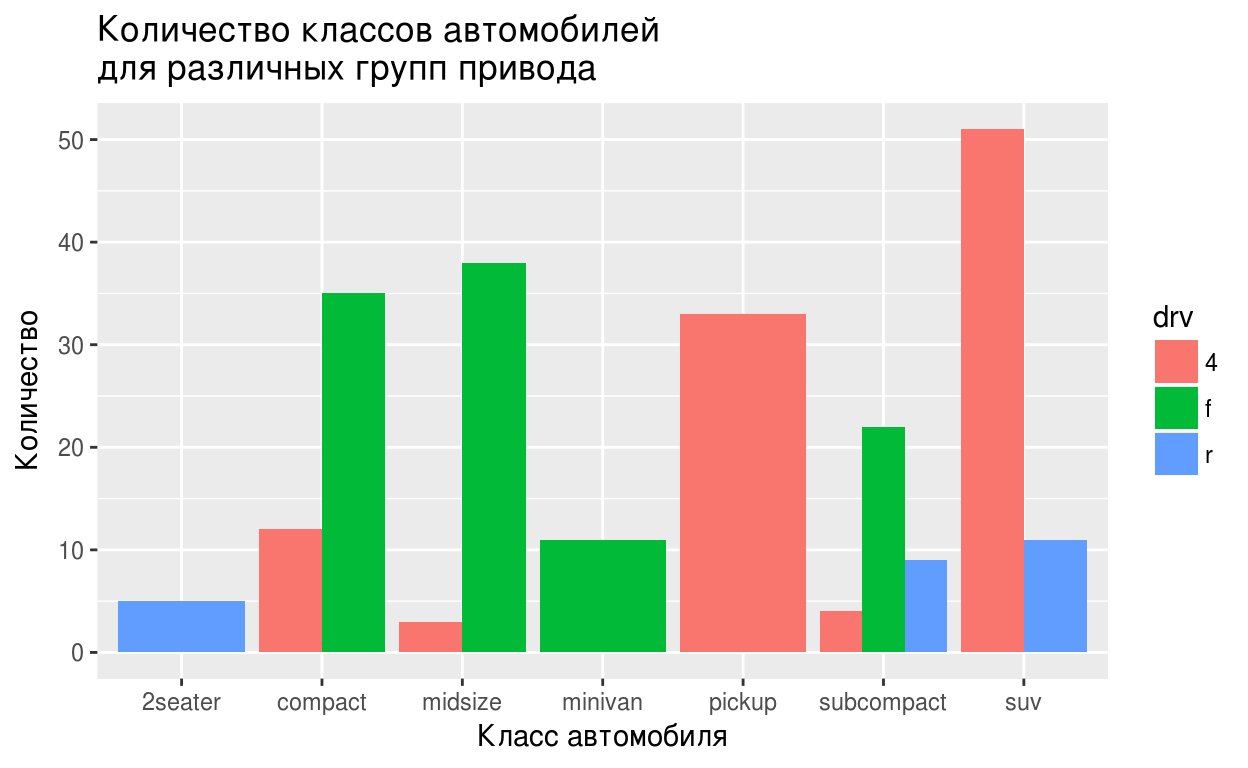 Количество классов автомобилей
для различных групп привода
Количество
50
40
30
20
10
0
2seater compact midsize minivan pickup subcompact suv
Класс автомобиля
drv
4
f
r